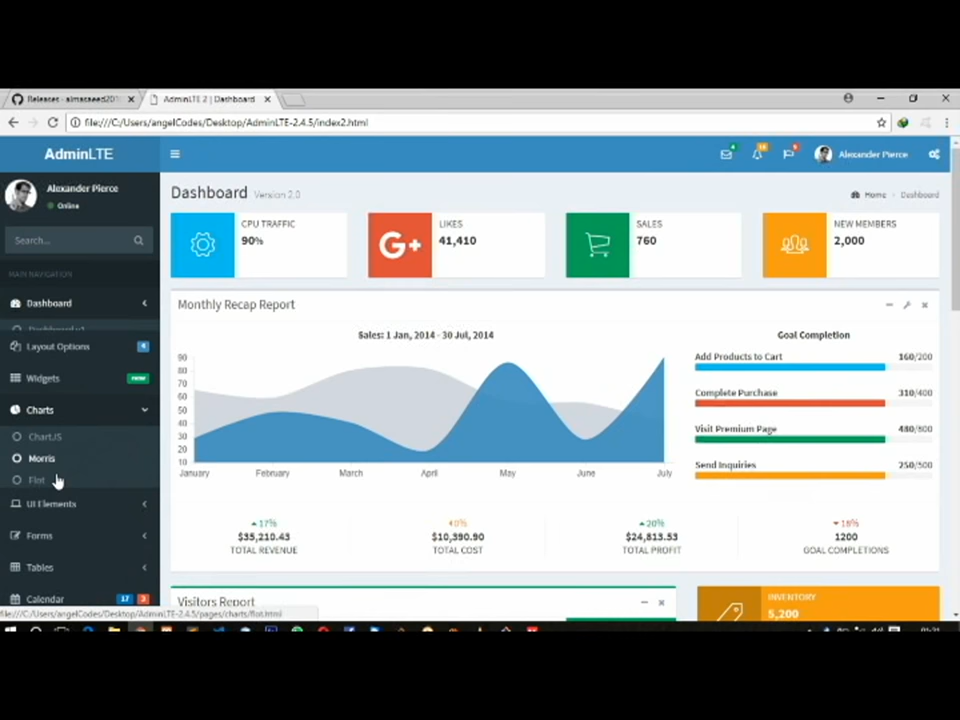 Releases · almasaeed201
AdminLTE 2 | Dashboard
file:///C:/Users/angelCodes/Desktop/AdminLTE-2.4.5/index2.html
AdminLTE
Alexander Pierce
Alexander Pierce
Online
Search...
MAIN NAVIGATION
Dashboard
Dashboard v1
Layout Options 4
Widgets new
Charts
ChartJS
Morris
Flot
UI Elements
Forms
Tables
Calendar 17 3
Dashboard Version 2.0
Home Dashboard
CPU TRAFFIC
90%
G+
LIKES
41,410
SALES
760
NEW MEMBERS
2,000
Monthly Recap Report
Sales: 1 Jan, 2014 - 30 Jul, 2014
90
80
70
60
50
40
30
20
10
January February March April May June July
Goal Completion
Add Products to Cart 160/200
Complete Purchase 310/400
Visit Premium Page 480/800
Send Inquiries 250/500
17%
$35,210.43
TOTAL REVENUE
0%
$10,390.90
TOTAL COST
20%
$24,813.53
TOTAL PROFIT
18%
1200
GOAL COMPLETIONS
Visitors Report
INVENTORY
5,200
file:///C:/Users/angelCodes/Desktop/AdminLTE-2.4.5/pages/charts/flot.html